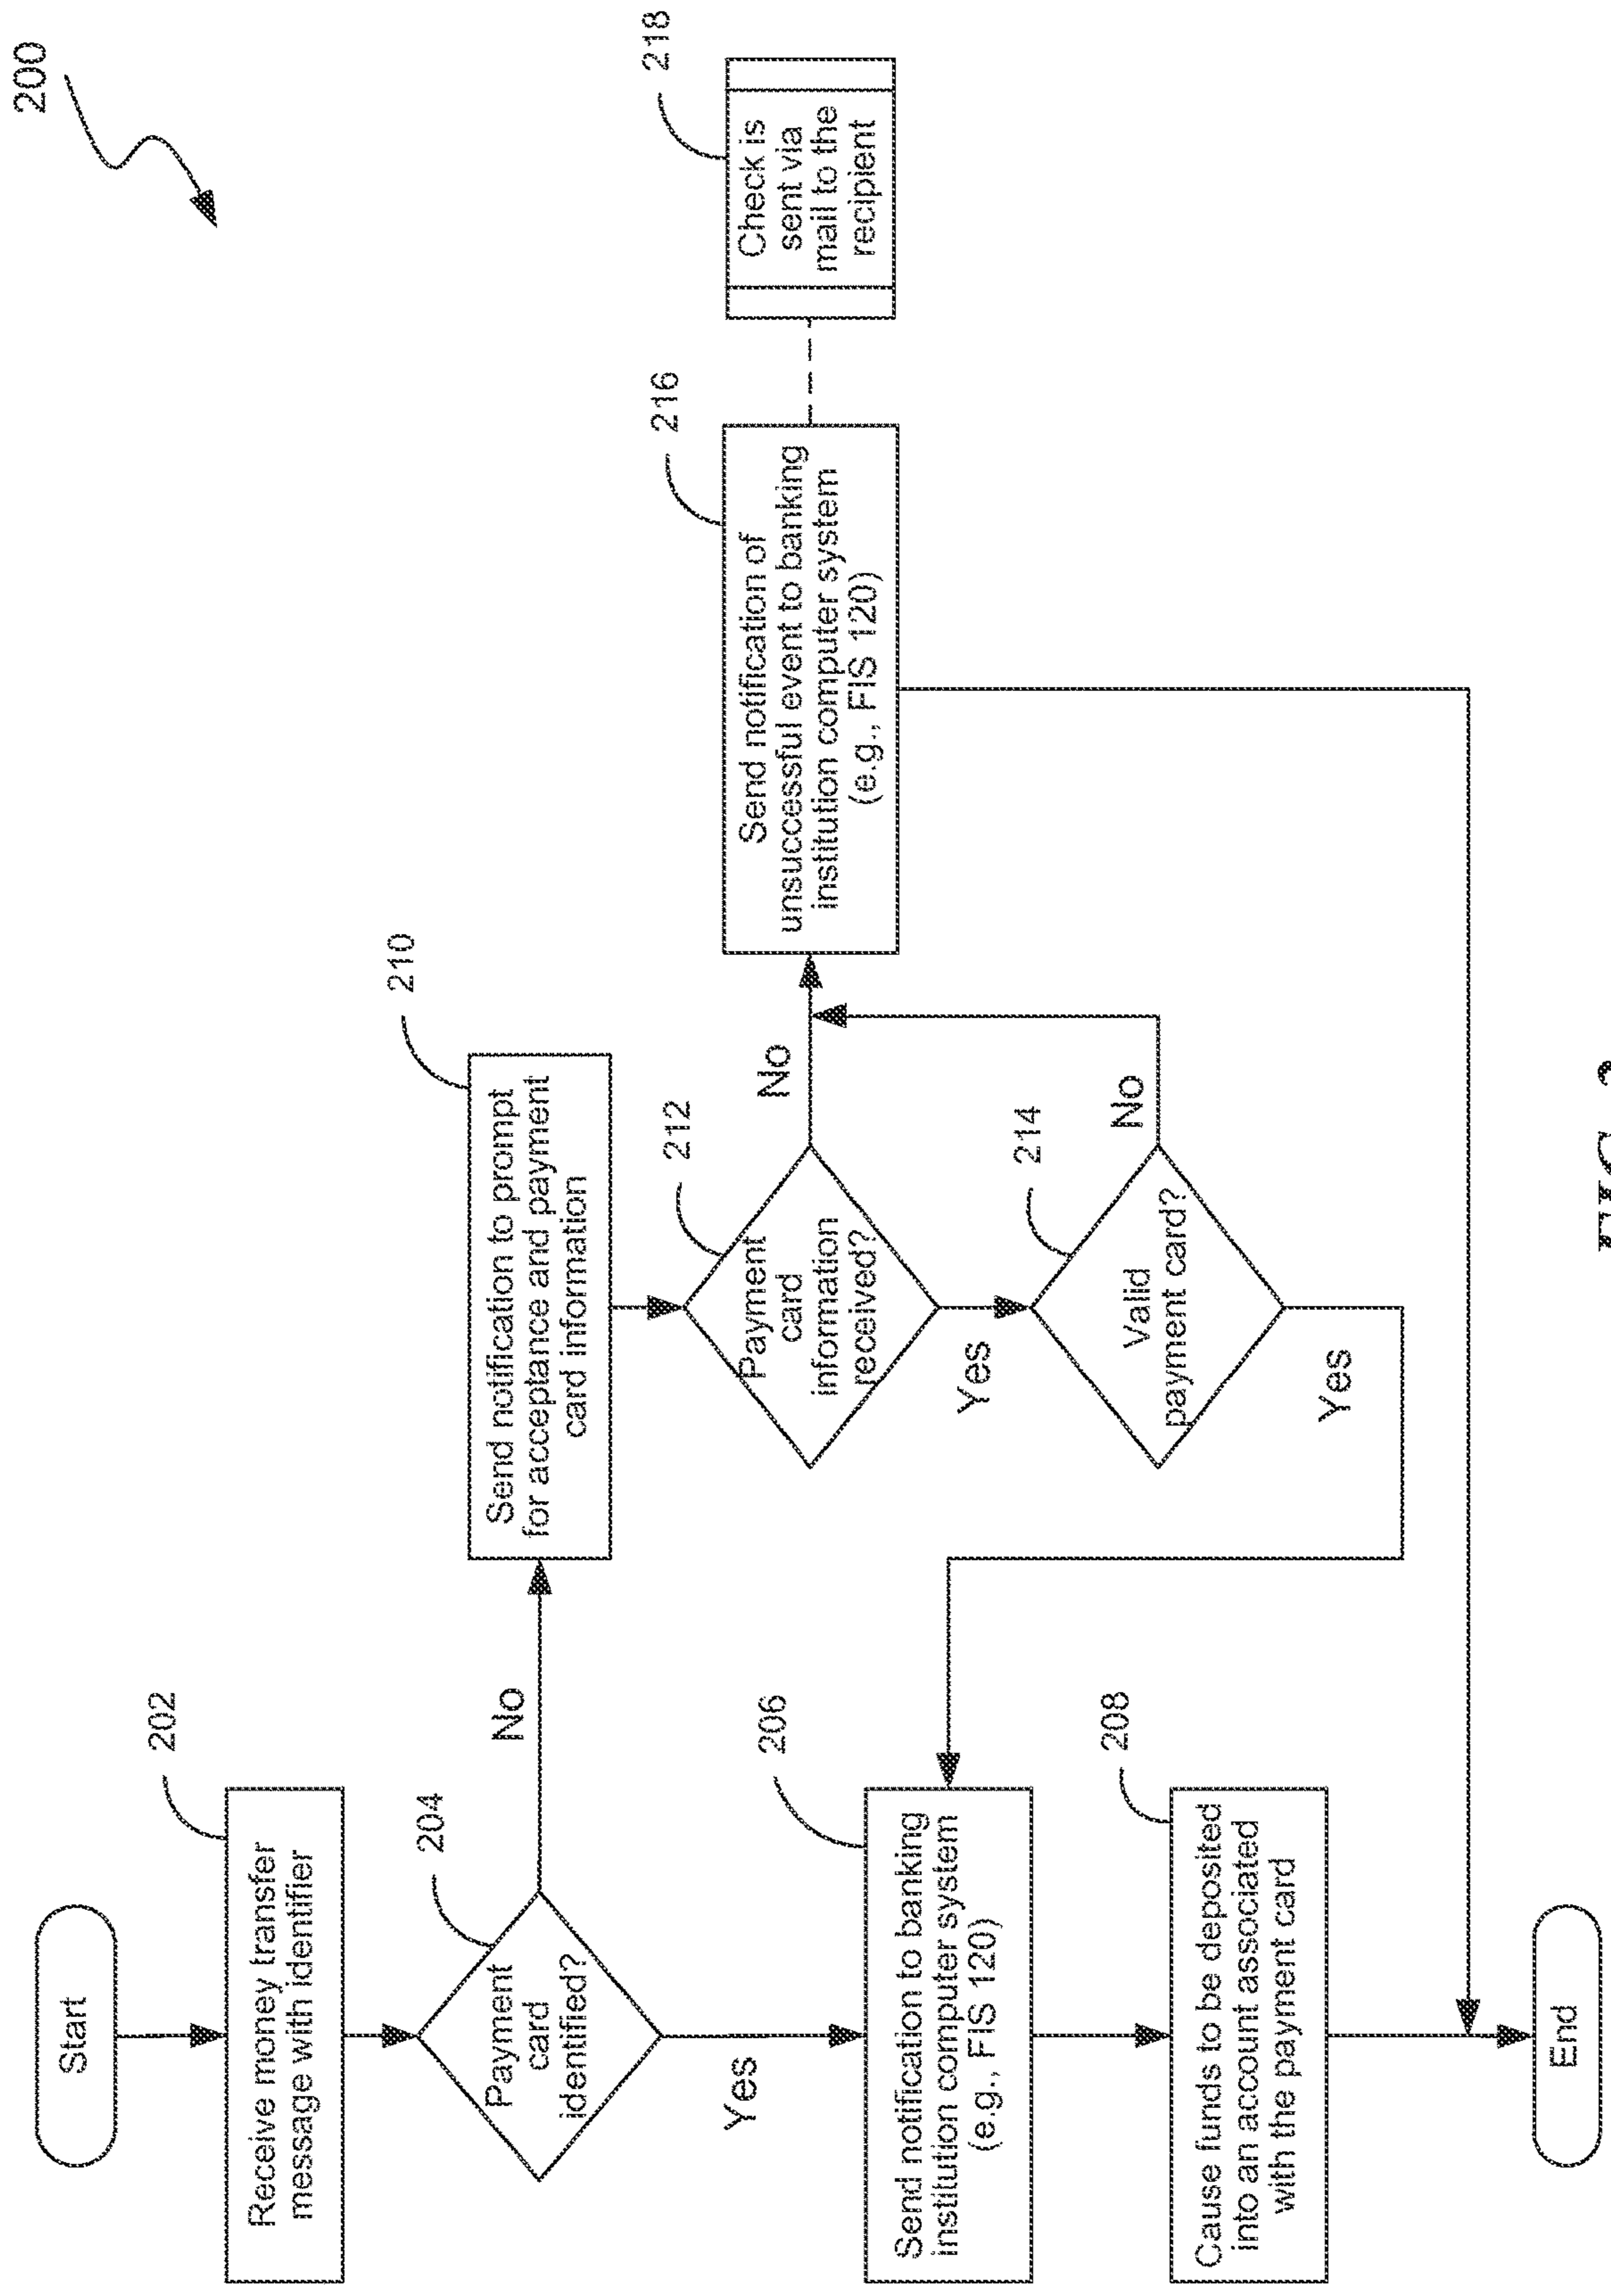 200
Start
202
Receive money transfer
message with identifier
204
Payment
card
identified?
No
Yes
210
Send notification to prompt
for acceptance and payment
card information
212
Payment
card
information
received?
No
Yes
214
Valid
payment card?
No
Yes
216
Send notification of
unsuccessful event to banking
institution computer system
(e.g., FIS 120)
218
Check is
sent via
mail to the
recipient
206
Send notification to banking
institution computer system
(e.g., FIS 120)
208
Cause funds to be deposited
into an account associated
with the payment card
End